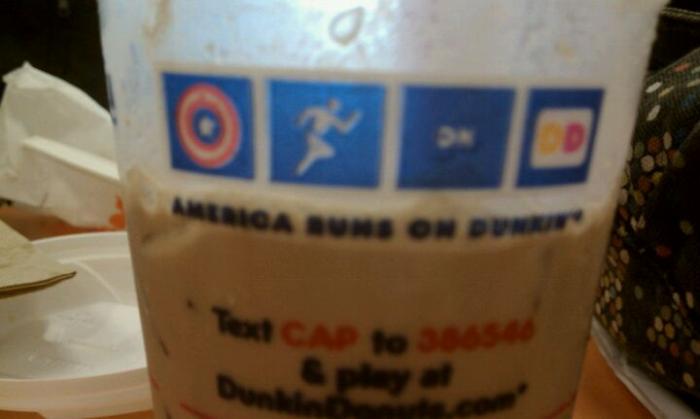 ON
DD
AMERICA RUNS ON DUNKIN'
Text CAP to 386546
& play at
DunkinDonuts.com*